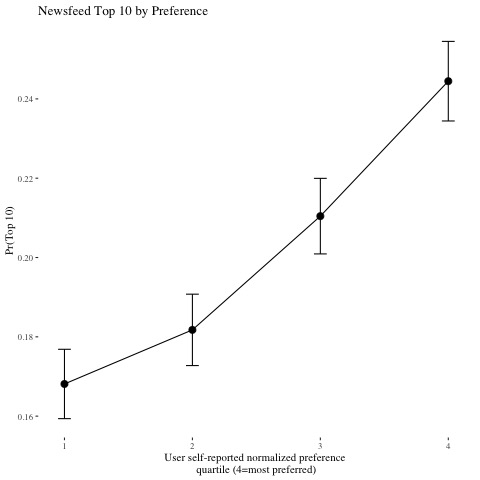 Newsfeed Top 10 by Preference
Pr(Top 10)
0.24
0.22
0.20
0.18
0.16
1 2 3 4
User self-reported normalized preference
quartile (4=most preferred)